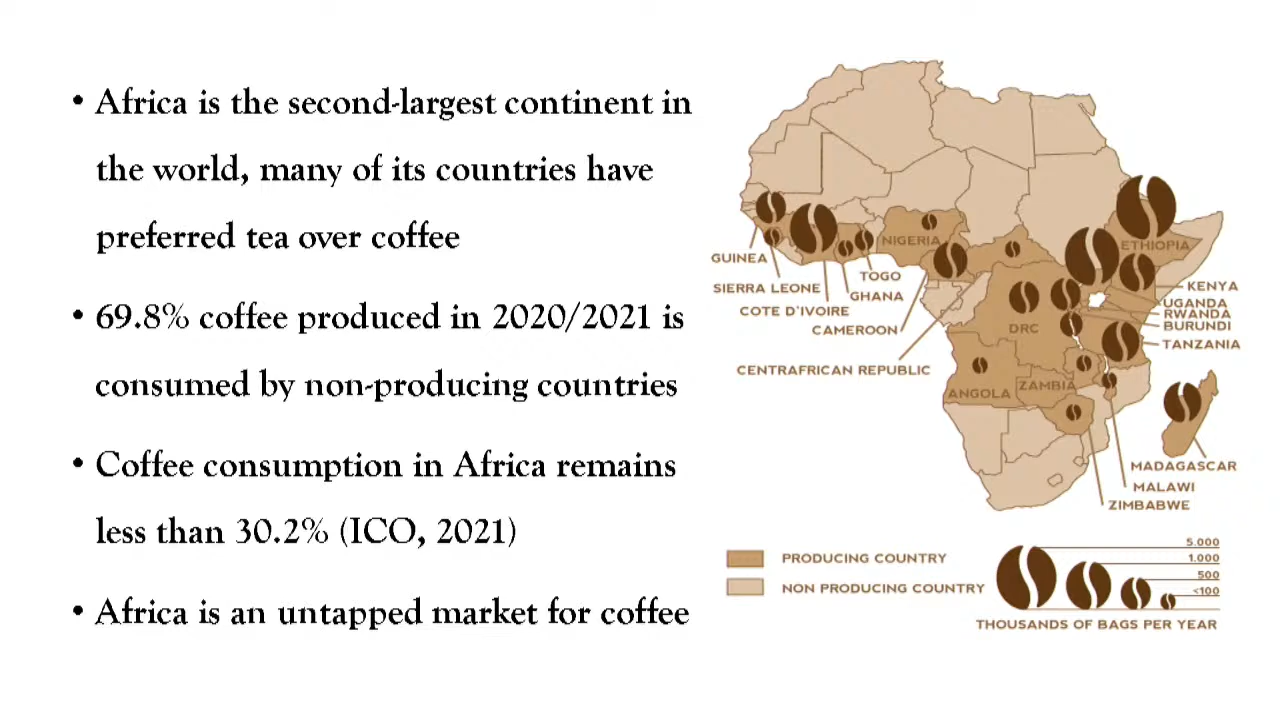 • Africa is the second-largest continent in
the world, many of its countries have
preferred tea over coffee
• 69.8% coffee produced in 2020/2021 is
consumed by non-producing countries
• Coffee consumption in Africa remains
less than 30.2% (ICO, 2021)
• Africa is an untapped market for coffee
GUINEA
SIERRA LEONE
COTE D'IVOIRE
CAMEROON
CENTRAFRICAN REPUBLIC
TOGO
GHANA
NIGERIA
ETHIOPIA
KENYA
UGANDA
RWANDA
BURUNDI
TANZANIA
DRC
ANGOLA
ZAMBIA
MADAGASCAR
MALAWI
ZIMBABWE
PRODUCING COUNTRY
NON PRODUCING COUNTRY
5.000
1.000
500
<100
THOUSANDS OF BAGS PER YEAR